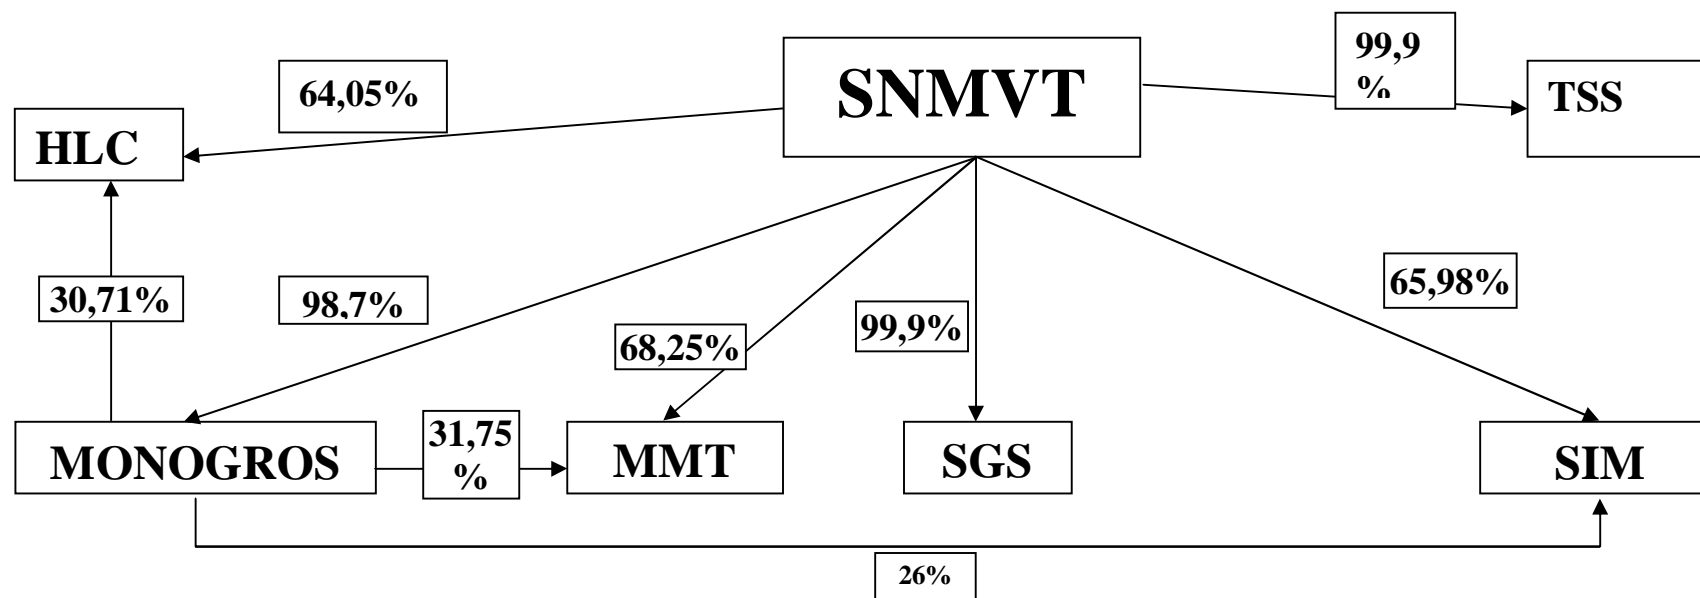 SNMVT
99,9
%
TSS
64,05%
HLC
30,71%
98,7%
68,25%
99,9%
65,98%
MONOGROS
31,75
%
MMT
SGS
SIM
26%